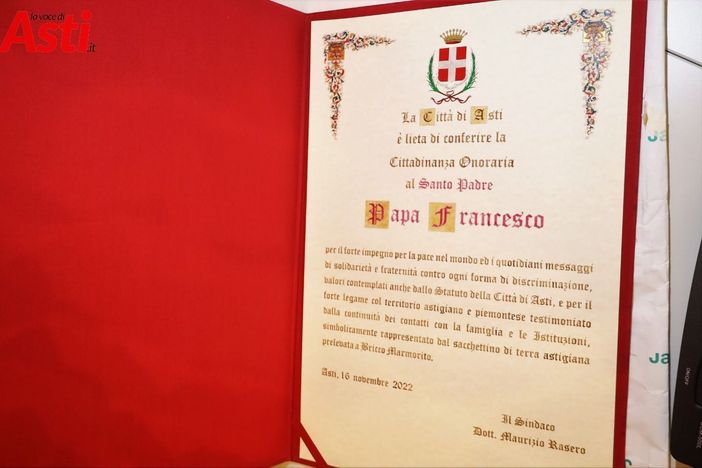 la voce di
Asti.it
La Città di Asti
è lieta di conferire la
Cittadinanza Onoraria
al Santo Padre
Papa Francesco
per il forte impegno per la pace nel mondo ed i quotidiani messaggi
di solidarietà e fraternità contro ogni forma di discriminazione,
valori contemplati anche dallo Statuto della Città di Asti, e per il
forte legame col territorio astigiano e piemontese testimoniato
dalla continuità dei contatti con la famiglia e le Istituzioni,
simbolicamente rappresentato dal sacchettino di terra astigiana
prelevata a Bricco Marmorito.
Asti, 16 novembre 2022
Il Sindaco
Dott. Maurizio Rasero
Ja
Ja